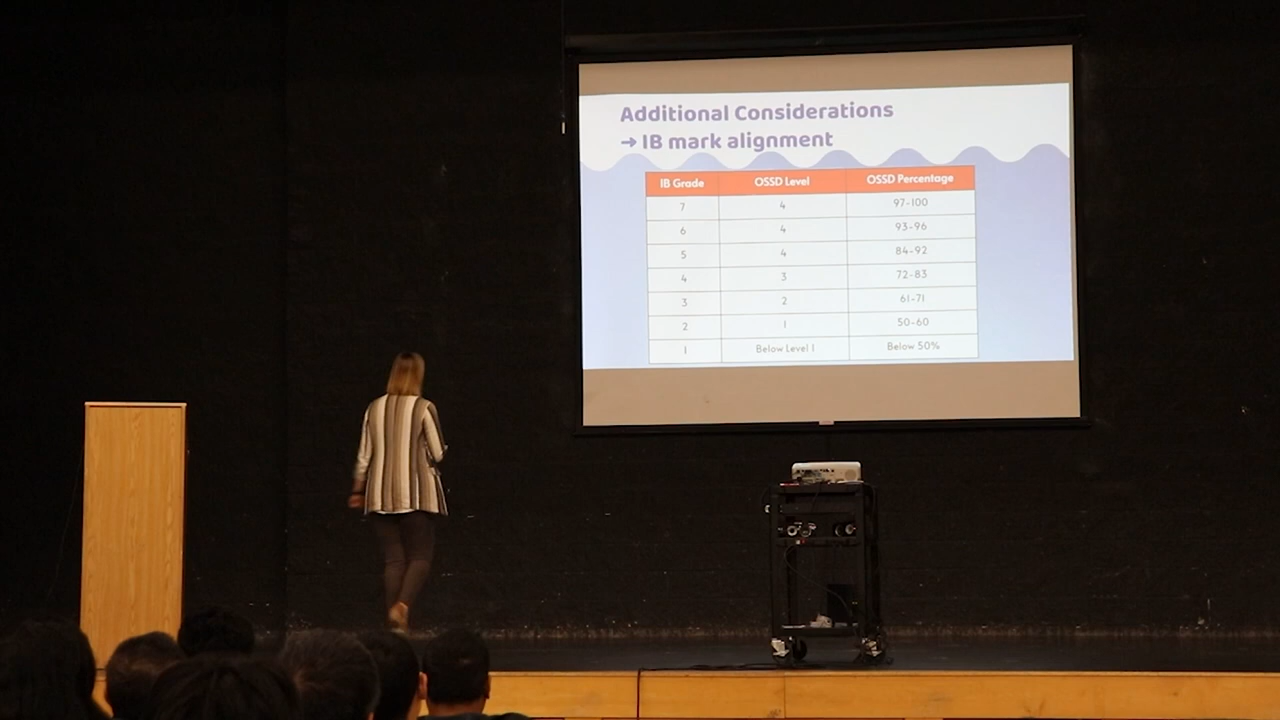 Additional Considerations
→ IB mark alignment
IB Grade OSSD Level OSSD Percentage
7 4 97-100
6 4 93-96
5 4 84-92
4 3 72-83
3 2 61-71
2 1 50-60
1 Below Level 1 Below 50%